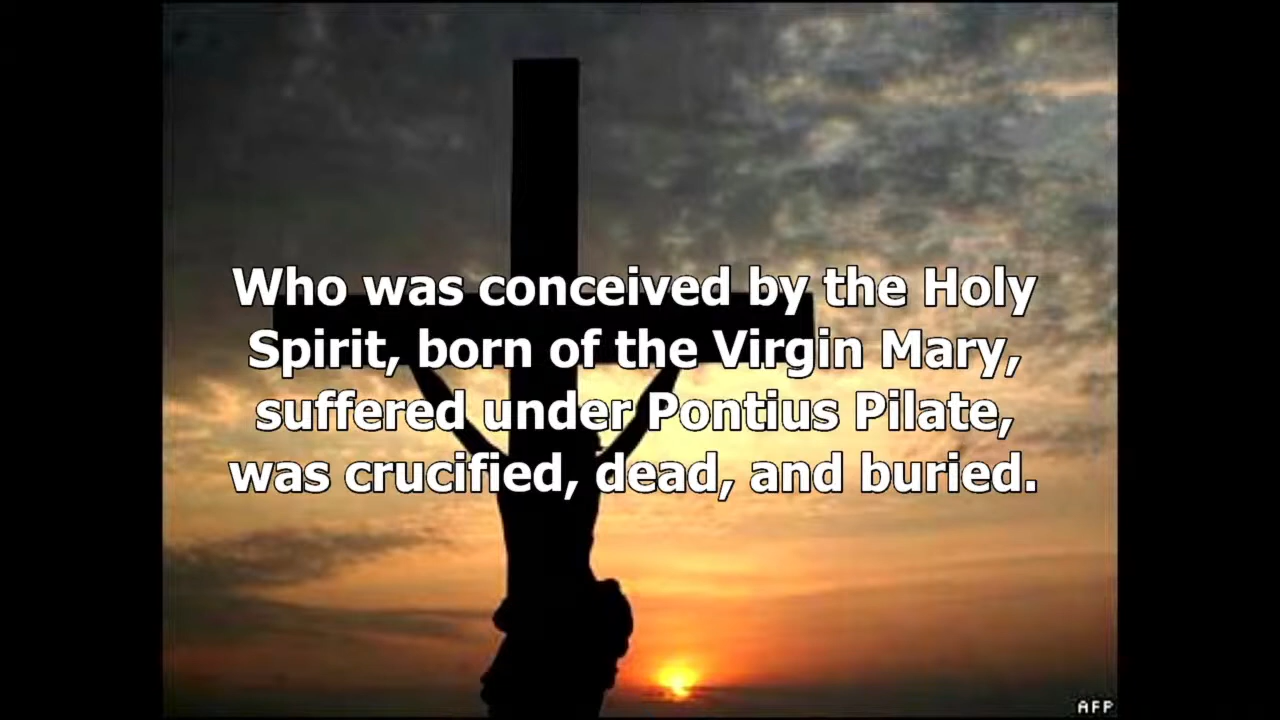 Who was conceived by the Holy
Spirit, born of the Virgin Mary,
suffered under Pontius Pilate,
was crucified, dead, and buried.
AFP